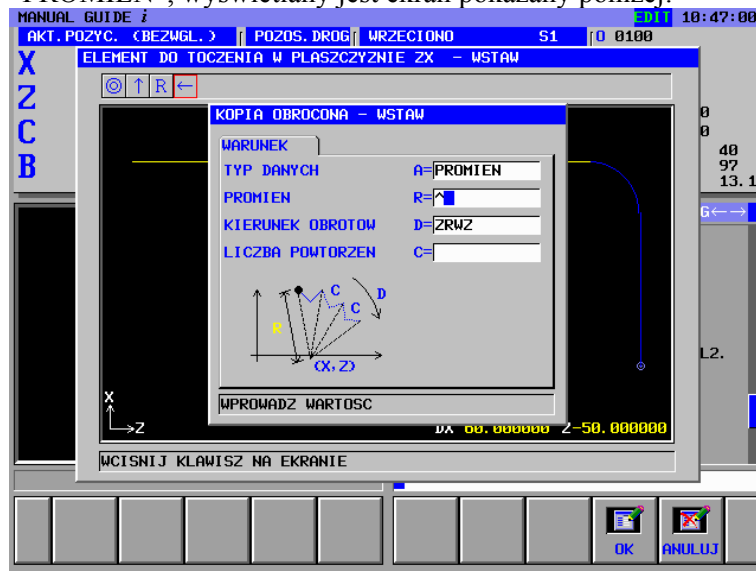 "PROMIEN", wyświetlany jest ekran pokazany poniżej.
MANUAL GUIDE i EDIT 10:47:00
AKT.POZYC. (BEZWGL.) POZOS.DROG WRZECIONO S1 O 0100
ELEMENT DO TOCZENIA W PLASZCZYZNIE ZX - WSTAW
X
Z
C
B
R
KOPIA OBROCONA - WSTAW
WARUNEK
TYP DANYCH A=PROMIEN
PROMIEN R=^
KIERUNEK OBROTOW D=ZRWZ
LICZBA POWTORZEN C=
0
0
40
97
13.1
G←→
C
D
C
R
(X,Z)
L2.
WPROWADZ WARTOSC
X
Z
DX 60.000000 Z-50.000000
WCISNIJ KLAWISZ NA EKRANIE
OK ANULUJ